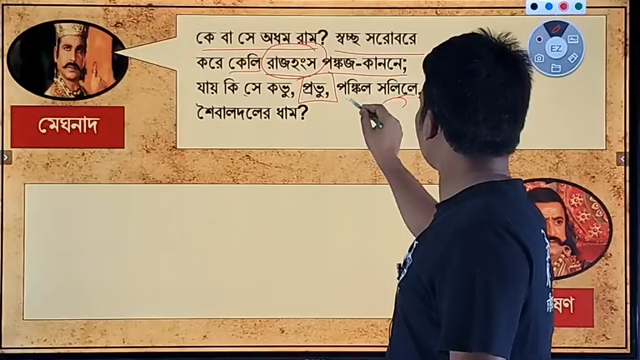 কে বা সে অধম রাম? স্বচ্ছ সরোবরে
করে কেলি রাজহংস পঙ্কজ-কাননে;
যায় কি সে কভু, প্রভু, পঙ্কিল সলিলে,
শৈবালদলের ধাম?
মেঘনাদ
EZ